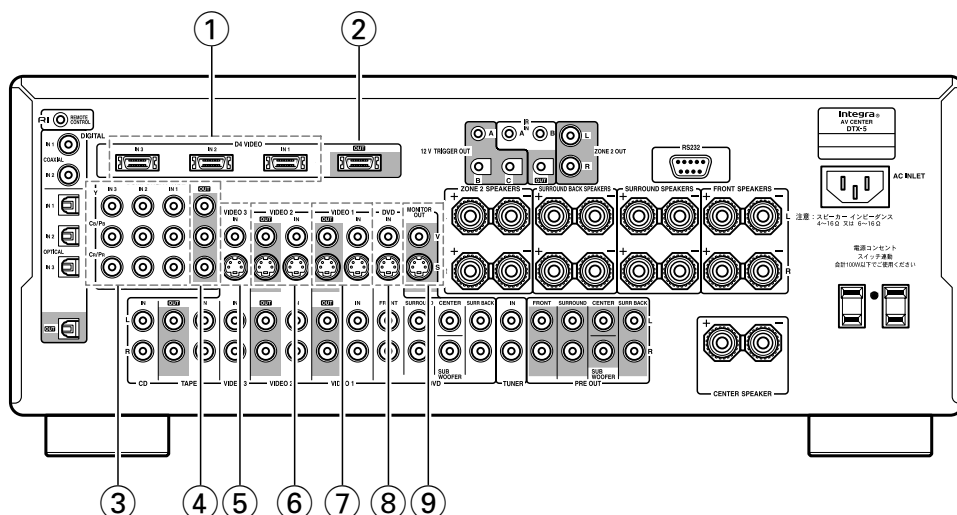 ① ②
RI REMOTE CONTROL
DIGITAL
IN 1
COAXIAL
IN 2
IN 1
IN 2
OPTICAL
IN 3
OUT
D4 VIDEO
IN 3 IN 2 IN 1 OUT
IN 3 IN 2 IN 1 OUT
Y
CB/PB
CR/PR
VIDEO 3 VIDEO 2 VIDEO 1 DVD MONITOR OUT
IN OUT IN OUT IN IN
V
S
12 V TRIGGER OUT
A
B C
IR IN
A B
OUT
L
R
ZONE 2 OUT
RS232
Integra®
AV CENTER
DTX-5
AC INLET
ZONE 2 SPEAKERS SURROUND BACK SPEAKERS SURROUND SPEAKERS FRONT SPEAKERS
+ − + − + − + −
L
+ − + − + − + −
R
注意：スピーカー インピーダンス
4〜16Ω 又は 6〜16Ω
電源コンセント
スイッチ連動
合計100W以下でご使用ください
IN OUT IN IN OUT IN OUT IN FRONT SURROUND CENTER SURR BACK IN FRONT SURROUND CENTER SURR BACK
L L
R R
SUB WOOFER SUB WOOFER
CD TAPE VIDEO 3 VIDEO 2 VIDEO 1 DVD TUNER PRE OUT
+ −
CENTER SPEAKER
③ ④ ⑤ ⑥ ⑦ ⑧ ⑨